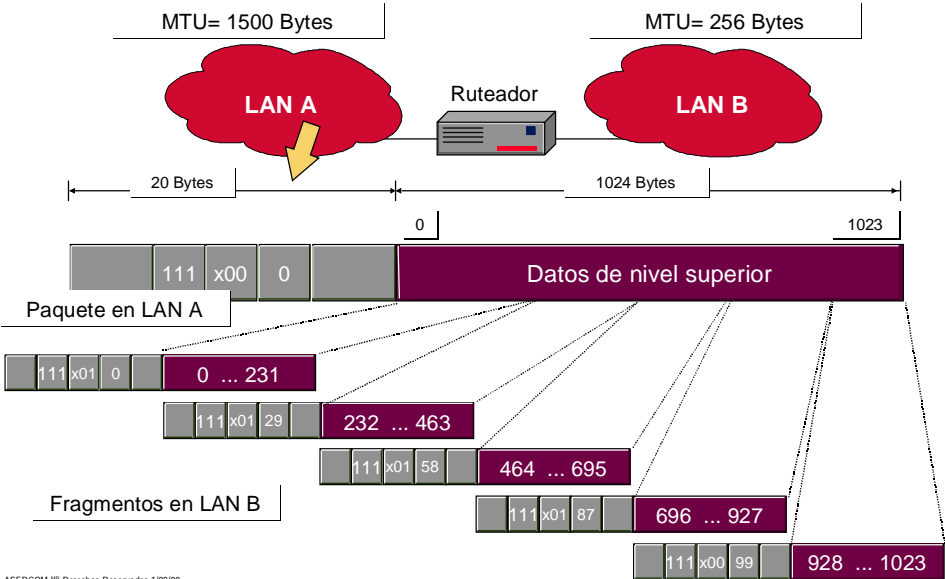 MTU= 1500 Bytes
MTU= 256 Bytes
LAN A
Ruteador
LAN B
20 Bytes
1024 Bytes
0
1023
111 x00 0
Datos de nivel superior
Paquete en LAN A
111 x01 0
0 ... 231
111 x01 29
232 ... 463
111 x01 58
464 ... 695
Fragmentos en LAN B
111 x01 87
696 ... 927
111 x00 99
928 ... 1023